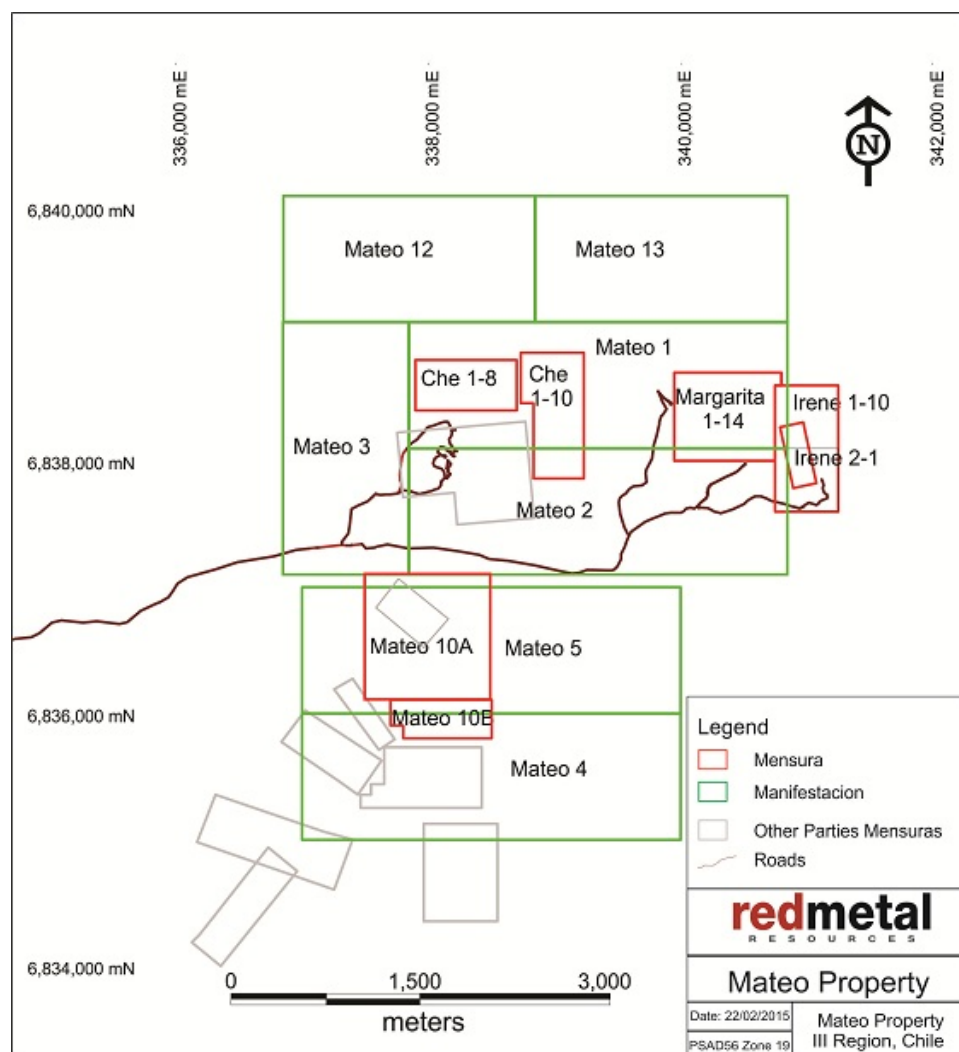 336,000 mE
338,000 mE
340,000 mE
342,000 mE
N
6,840,000 mN
Mateo 12
Mateo 13
Mateo 1
Che 1-8
Che
1-10
Margarita
1-14
Irene 1-10
Mateo 3
6,838,000 mN
Irene 2-1
Mateo 2
Mateo 10A
Mateo 5
6,836,000 mN
Mateo 10B
Mateo 4
Legend
Mensura
Manifestacion
Other Parties Mensuras
Roads
redmetal
RESOURCES
6,834,000 mN
0 1,500 3,000
meters
Mateo Property
Date: 22/02/2015
PSAD56 Zone 19
Mateo Property
III Region, Chile